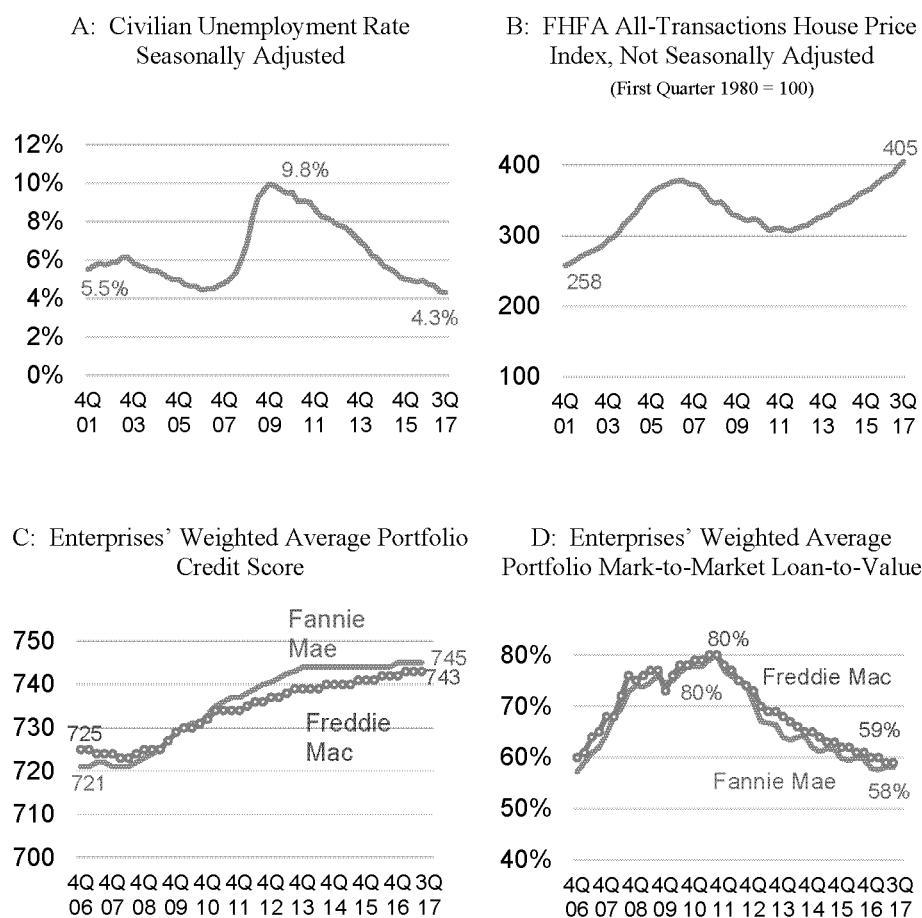 A: Civilian Unemployment Rate
Seasonally Adjusted
12%
10%
8%
6%
4%
2%
0%
9.8%
5.5%
4.3%
4Q 4Q 4Q 4Q 4Q 4Q 4Q 4Q 3Q
01 03 05 07 09 11 13 15 17
B: FHFA All-Transactions House Price
Index, Not Seasonally Adjusted
(First Quarter 1980 = 100)
400
300
200
100
405
258
4Q 4Q 4Q 4Q 4Q 4Q 4Q 4Q 3Q
01 03 05 07 09 11 13 15 17
C: Enterprises' Weighted Average Portfolio
Credit Score
750
740
730
720
710
700
Fannie
Mae
745
743
725
721
Freddie
Mac
4Q 4Q 4Q 4Q 4Q 4Q 4Q 4Q 4Q 4Q 4Q 3Q
06 07 08 09 10 11 12 13 14 15 16 17
D: Enterprises' Weighted Average
Portfolio Mark-to-Market Loan-to-Value
80%
70%
60%
50%
40%
80%
Freddie Mac
80%
59%
Fannie Mae
58%
4Q 4Q 4Q 4Q 4Q 4Q 4Q 4Q 4Q 4Q 4Q 3Q
06 07 08 09 10 11 12 13 14 15 16 17